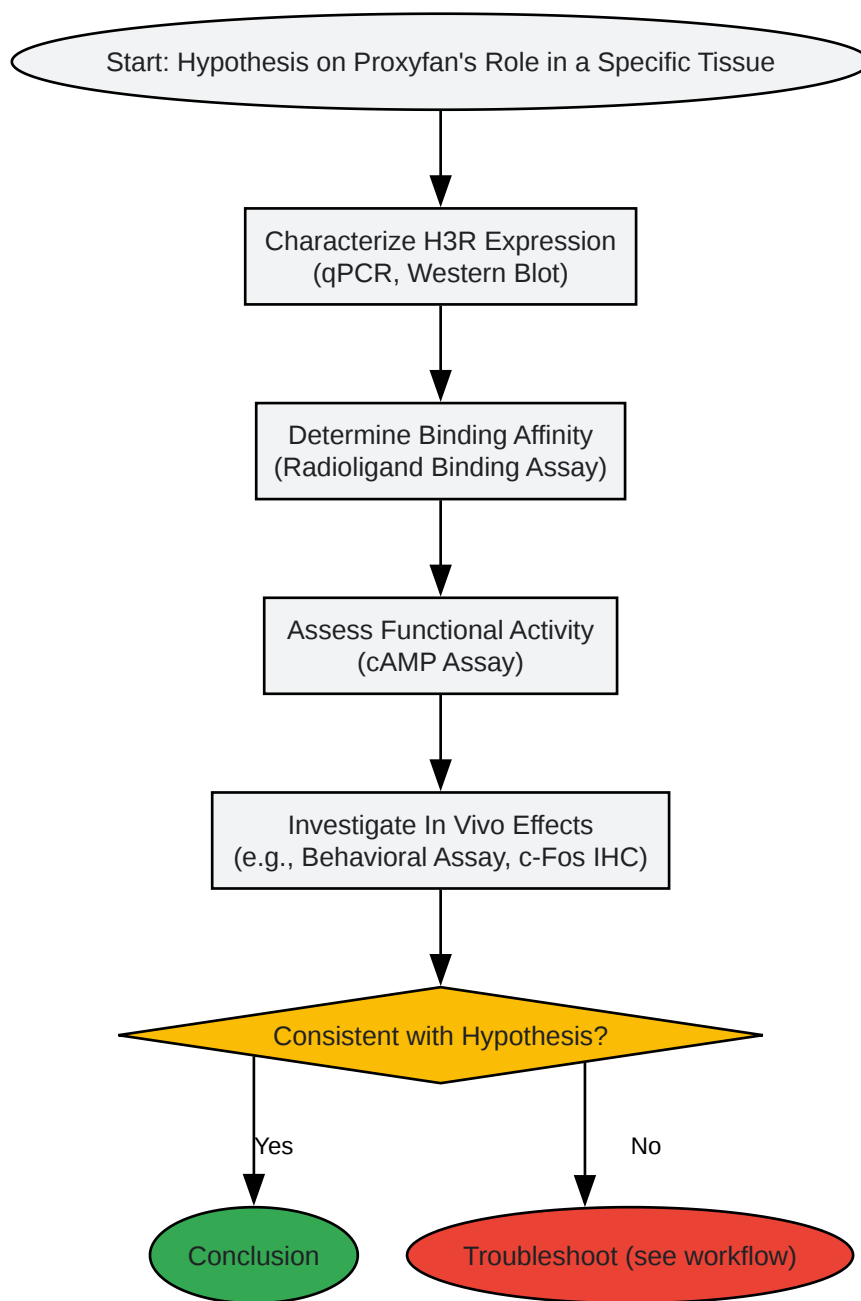 Start: Hypothesis on Proxyfan's Role in a Specific Tissue
Characterize H3R Expression
(qPCR, Western Blot)
Determine Binding Affinity
(Radioligand Binding Assay)
Assess Functional Activity
(cAMP Assay)
Investigate In Vivo Effects
(e.g., Behavioral Assay, c-Fos IHC)
Consistent with Hypothesis?
Yes
No
Conclusion
Troubleshoot (see workflow)